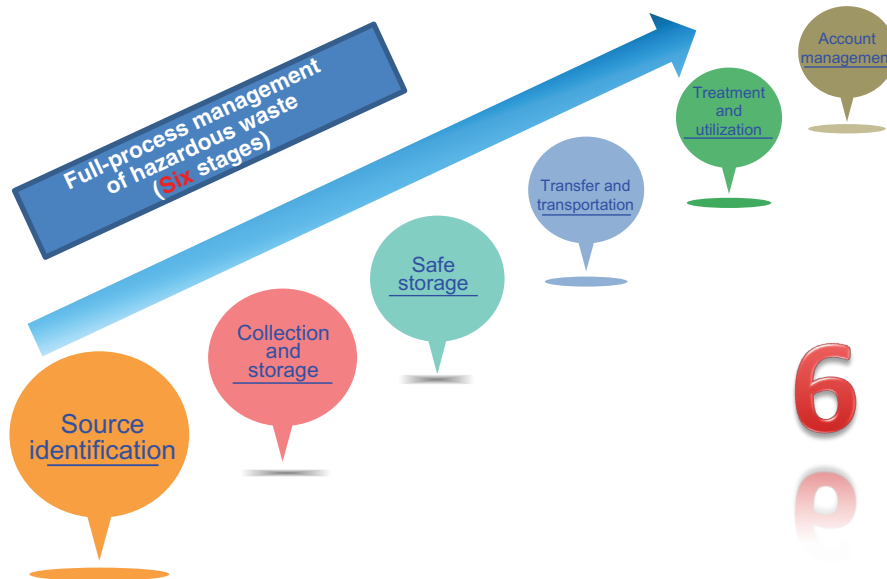 Full-process management
of hazardous waste
(Six stages)
Source
identification
Collection
and
storage
Safe
storage
Transfer and
transportation
Treatment
and
utilization
Account
management
6